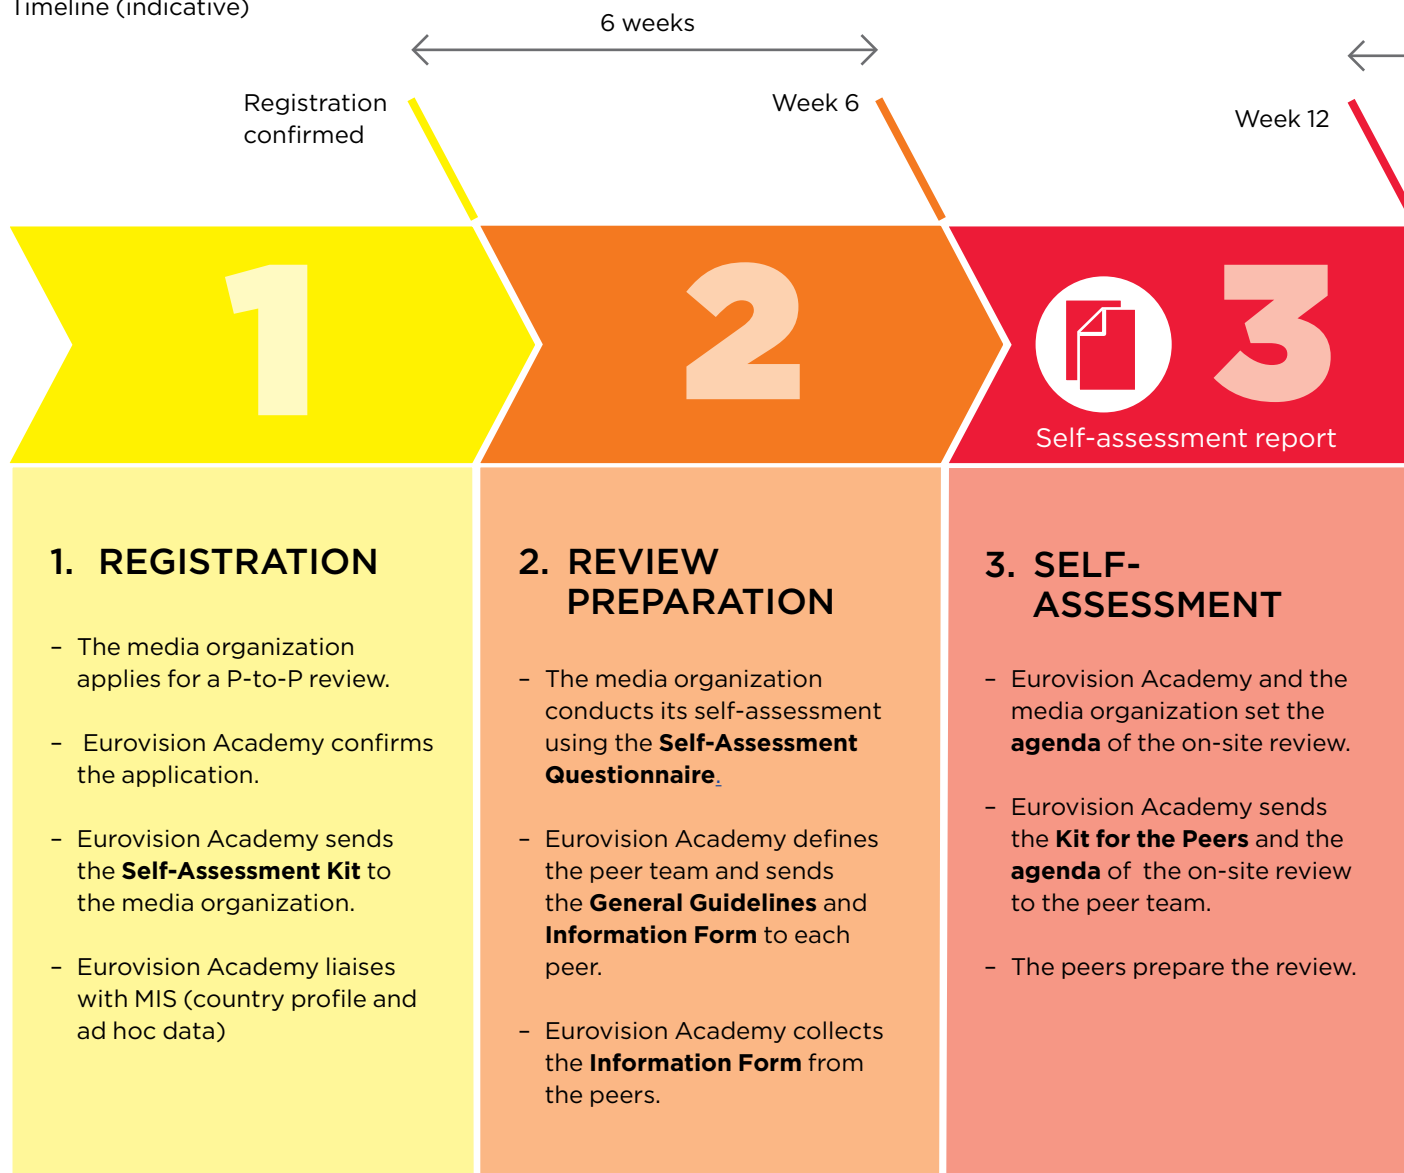 Timeline (indicative)
6 weeks
Registration
confirmed
Week 6
Week 12
1
2
3
Self-assessment report
1. REGISTRATION
– The media organization
applies for a P-to-P review.
– Eurovision Academy confirms
the application.
– Eurovision Academy sends
the Self-Assessment Kit to
the media organization.
– Eurovision Academy liaises
with MIS (country profile and
ad hoc data)
2. REVIEW
PREPARATION
– The media organization
conducts its self-assessment
using the Self-Assessment
Questionnaire.
– Eurovision Academy defines
the peer team and sends
the General Guidelines and
Information Form to each
peer.
– Eurovision Academy collects
the Information Form from
the peers.
3. SELF-
ASSESSMENT
– Eurovision Academy and the
media organization set the
agenda of the on-site review.
– Eurovision Academy sends
the Kit for the Peers and the
agenda of the on-site review
to the peer team.
– The peers prepare the review.